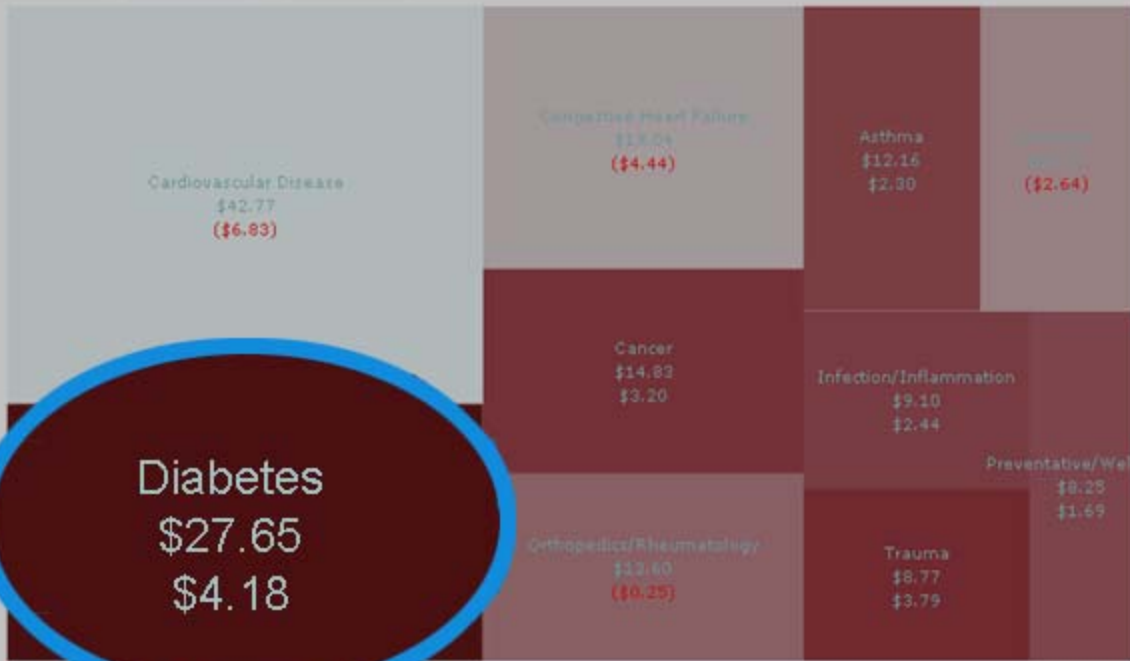 Cardiovascular Disease
$42.77
($6.83)
Congestive Heart Failure
($4.44)
Asthma
$12.16
$2.30
($2.64)
Cancer
$14.83
$3.20
Infection/Inflammation
$9.10
$2.44
Preventative/Wel
$8.25
$1.69
Diabetes
$27.65
$4.18
Orthopedics/Rheumatology
$12.60
($0.25)
Trauma
$8.77
$3.79